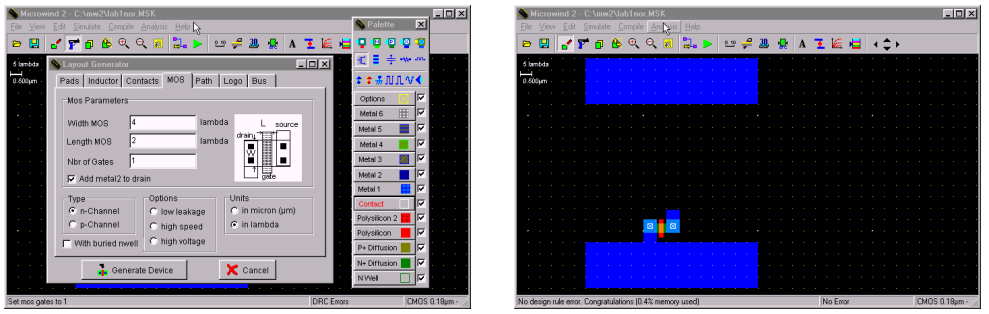 Microwind 2 - C:\mw2\lab1nor.MSK
File View Edit Simulate Compile Analysis Help
Palette
5 lambda
0.600µm
Layout Generator
Pads Inductor Contacts MOS Path Logo Bus
Mos Parameters
Width MOS 4 lambda
Length MOS 2 lambda
Nbr of Gates 1
Add metal2 to drain
L source
drain
W
gate
Type
n-Channel
p-Channel
With buried nwell
Options
low leakage
high speed
high voltage
Units
in micron (µm)
in lambda
Generate Device Cancel
Options
Metal 6
Metal 5
Metal 4
Metal 3
Metal 2
Metal 1
Contact
Polysilicon 2
Polysilicon
P+ Diffusion
N+ Diffusion
N Well
Set mos gates to 1 DRC Errors CMOS 0.18µm -
Microwind 2 - C:\mw2\lab1nor.MSK
File View Edit Simulate Compile Analysis Help
5 lambda
0.600µm
No design rule error. Congratulations (0.4% memory used) No Error CMOS 0.18µm -